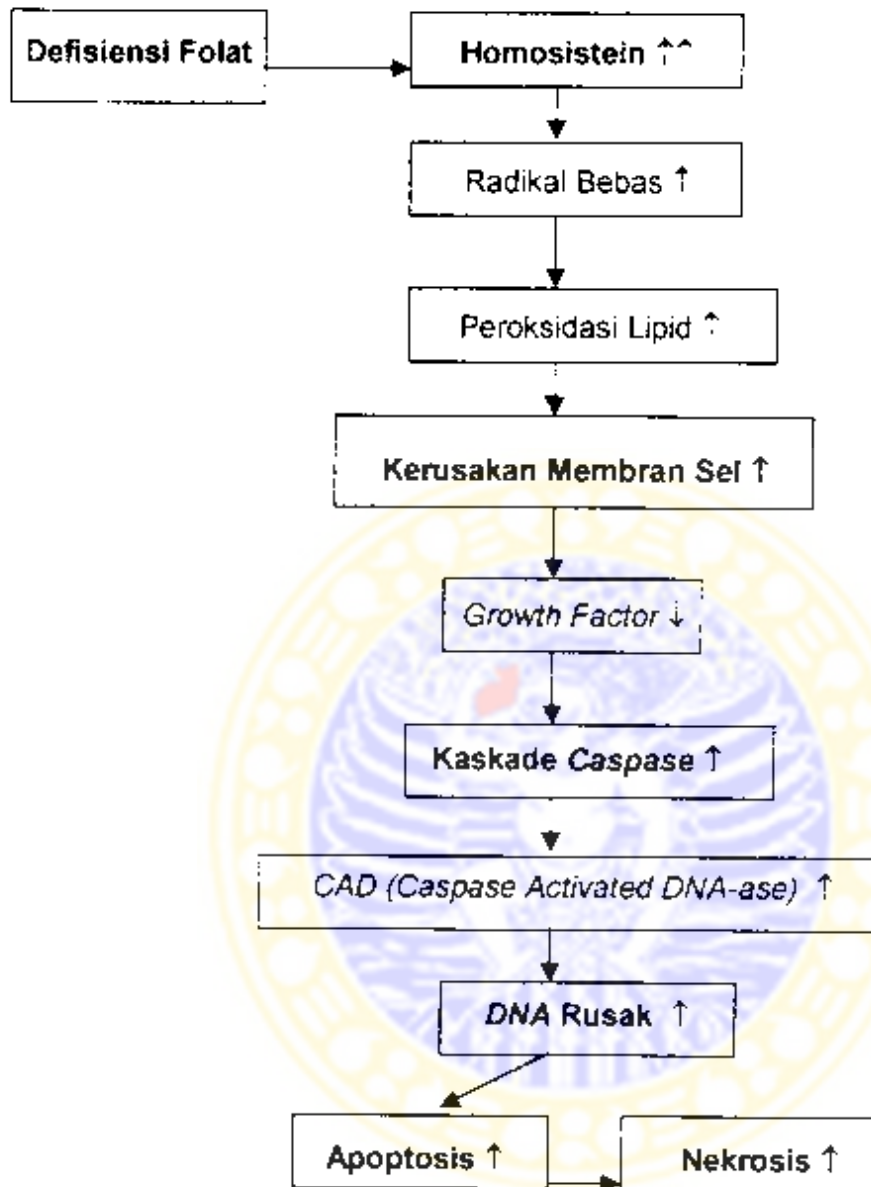 Defisiensi Folat
Homosistein ↑^
Radikal Bebas ↑
Peroksidasi Lipid ↑
Kerusakan Membran Sel ↑
Growth Factor ↓
Kaskade Caspase ↑
CAD (Caspase Activated DNA-ase) ↑
DNA Rusak ↑
Apoptosis ↑
Nekrosis ↑